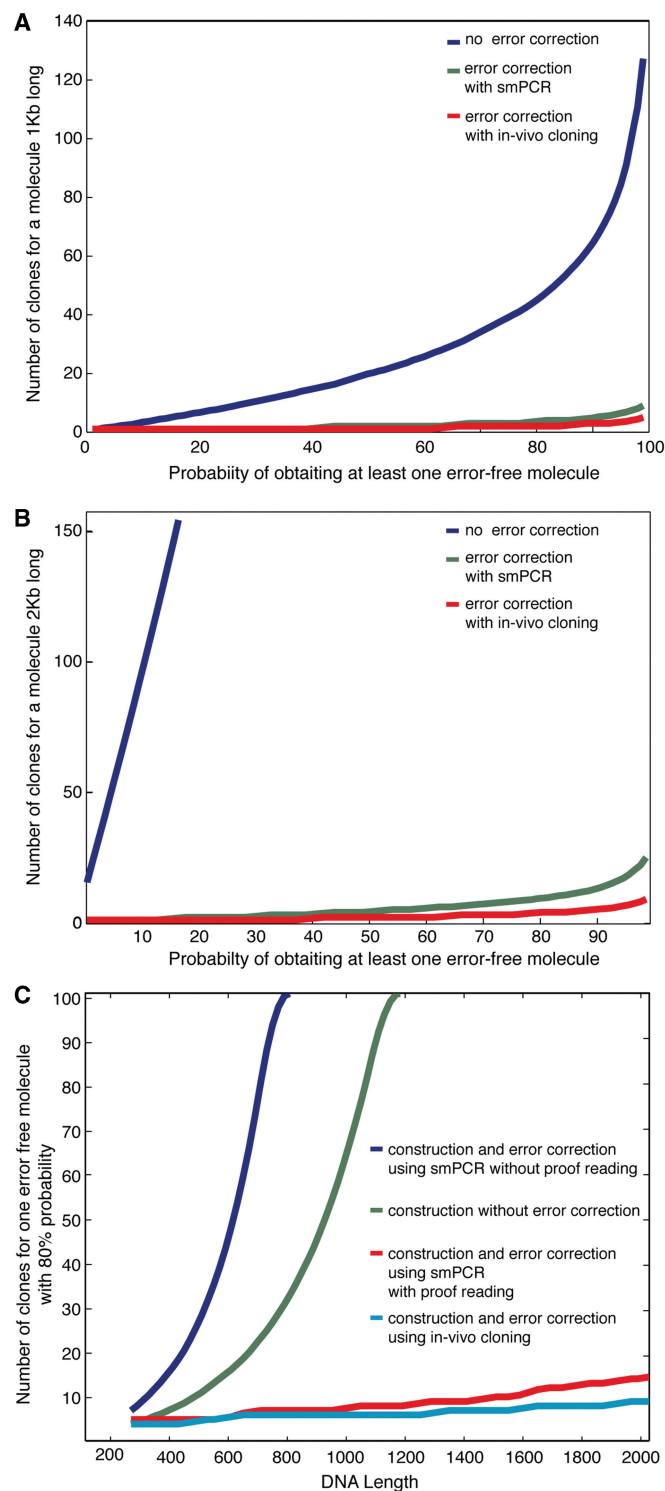 A
Number of clones for a molecule 1Kb long
140
120
100
80
60
40
20
0
0
20
40
60
80
100
no error correction
error correction
with smPCR
error correction
with in-vivo cloning
Probabiity of obtaiting at least one error-free molecule
B
Number of clones for a molecule 2Kb long
150
100
50
0
10
20
30
40
50
60
70
80
90
no error correction
error correction
with smPCR
error correction
with in-vivo cloning
Probabilty of obtaiting at least one error-free molecule
C
Number of clones for one error free molecule
with 80% probability
100
90
80
70
60
50
40
30
20
10
200
400
600
800
1000
1200
1400
1600
1800
2000
construction and error correction
using smPCR without proof reading
construction without error correction
construction and error correction
using smPCR
with proof reading
construction and error correction
using in-vivo cloning
DNA Length